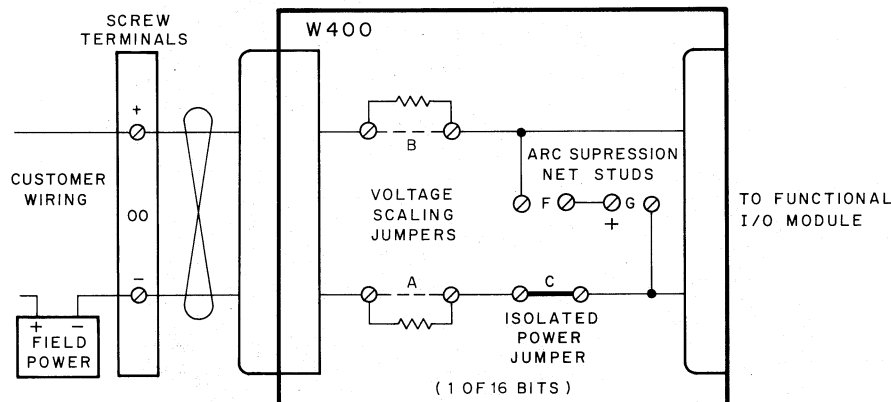 SCREW
TERMINALS
W400
+
B
CUSTOMER
WIRING
OO
VOLTAGE
SCALING
JUMPERS
ARC SUPRESSION
NET STUDS
F
G
+
TO FUNCTIONAL
I/O MODULE
−
A
C
+ −
FIELD
POWER
ISOLATED
POWER
JUMPER
(1 OF 16 BITS)